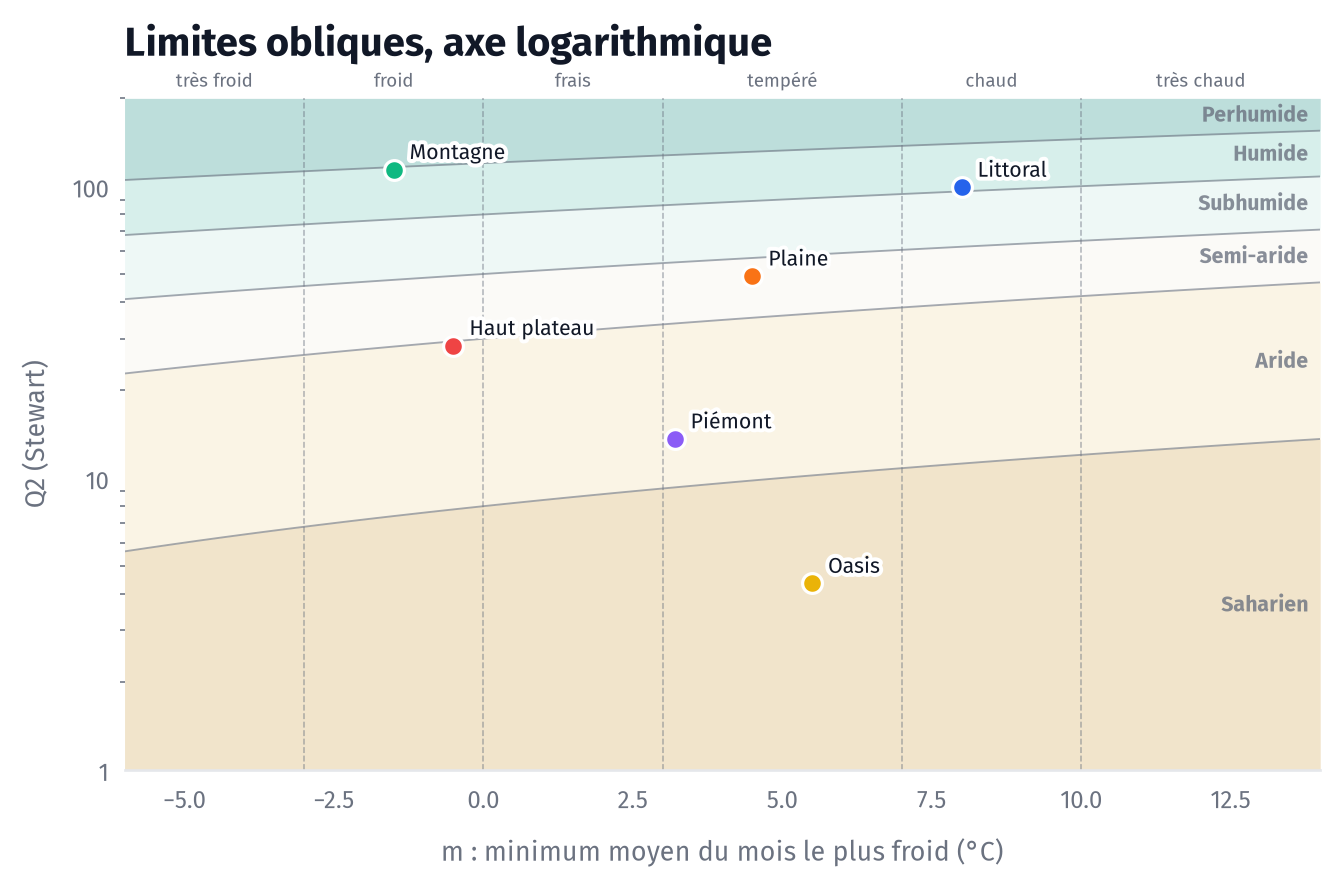 Limites obliques, axe logarithmique
très froid froid frais tempéré chaud très chaud
Perhumide
Montagne
Humide
Littoral
100
Subhumide
Semi-aride
Plaine
Haut plateau
Aride
Piémont
Q2 (Stewart)
10
Oasis
Saharien
1
−5.0 −2.5 0.0 2.5 5.0 7.5 10.0 12.5
m : minimum moyen du mois le plus froid (°C)